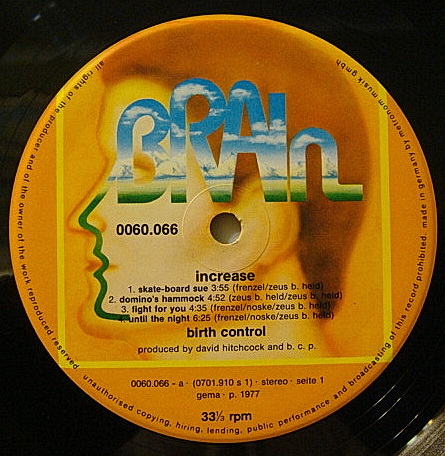 BRAIN
0060.066
increase
1. skate-board sue 3:55 (frenzel/zeus b. held)
2. domino's hammock 4:52 (zeus b. held/zeus b. held)
3. fight for you 4:35 (frenzel/noske/zeus b. held)
4. until the night 6:25 (frenzel/noske/zeus b. held)
birth control
produced by david hitchcock and b. c. p.
0060.066 - a · (0701.910 s 1) · stereo · seite 1
gema · p. 1977
33⅓ rpm
all rights of the producer and of the owner of the work reproduced reserved. unauthorised copying, hiring, lending, public performance and broadcasting of this record prohibited. made in germany by metronom musik gmbh